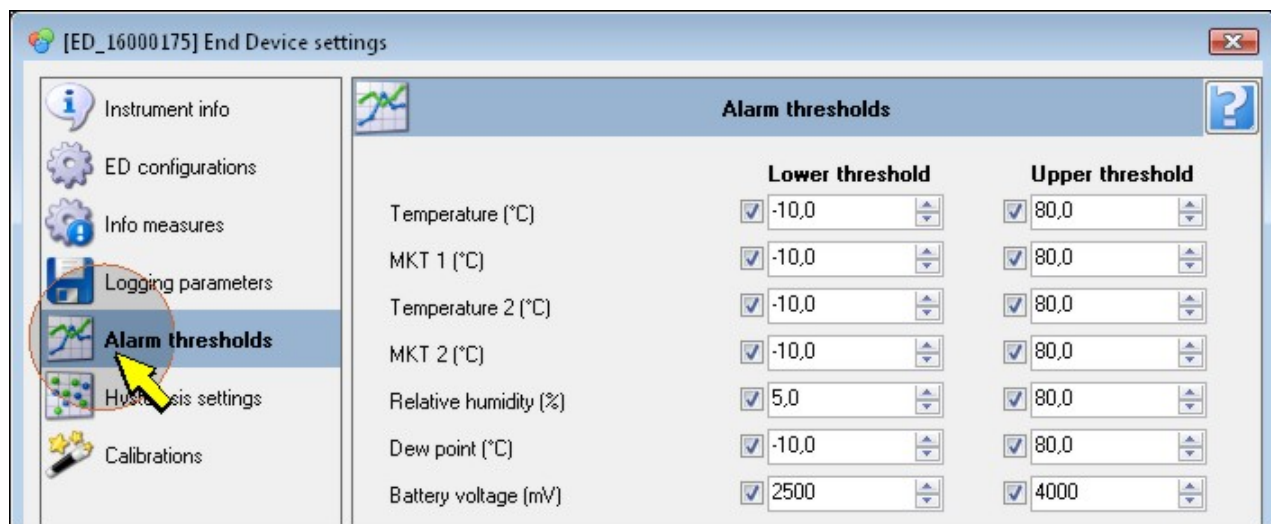 [ED_16000175] End Device settings
Instrument info
ED configurations
Info measures
Logging parameters
Alarm thresholds
Hysteresis settings
Calibrations
Alarm thresholds
Lower threshold Upper threshold
Temperature (°C) -10,0 80,0
MKT 1 (°C) -10,0 80,0
Temperature 2 (°C) -10,0 80,0
MKT 2 (°C) -10,0 80,0
Relative humidity (%) 5,0 80,0
Dew point (°C) -10,0 80,0
Battery voltage (mV) 2500 4000